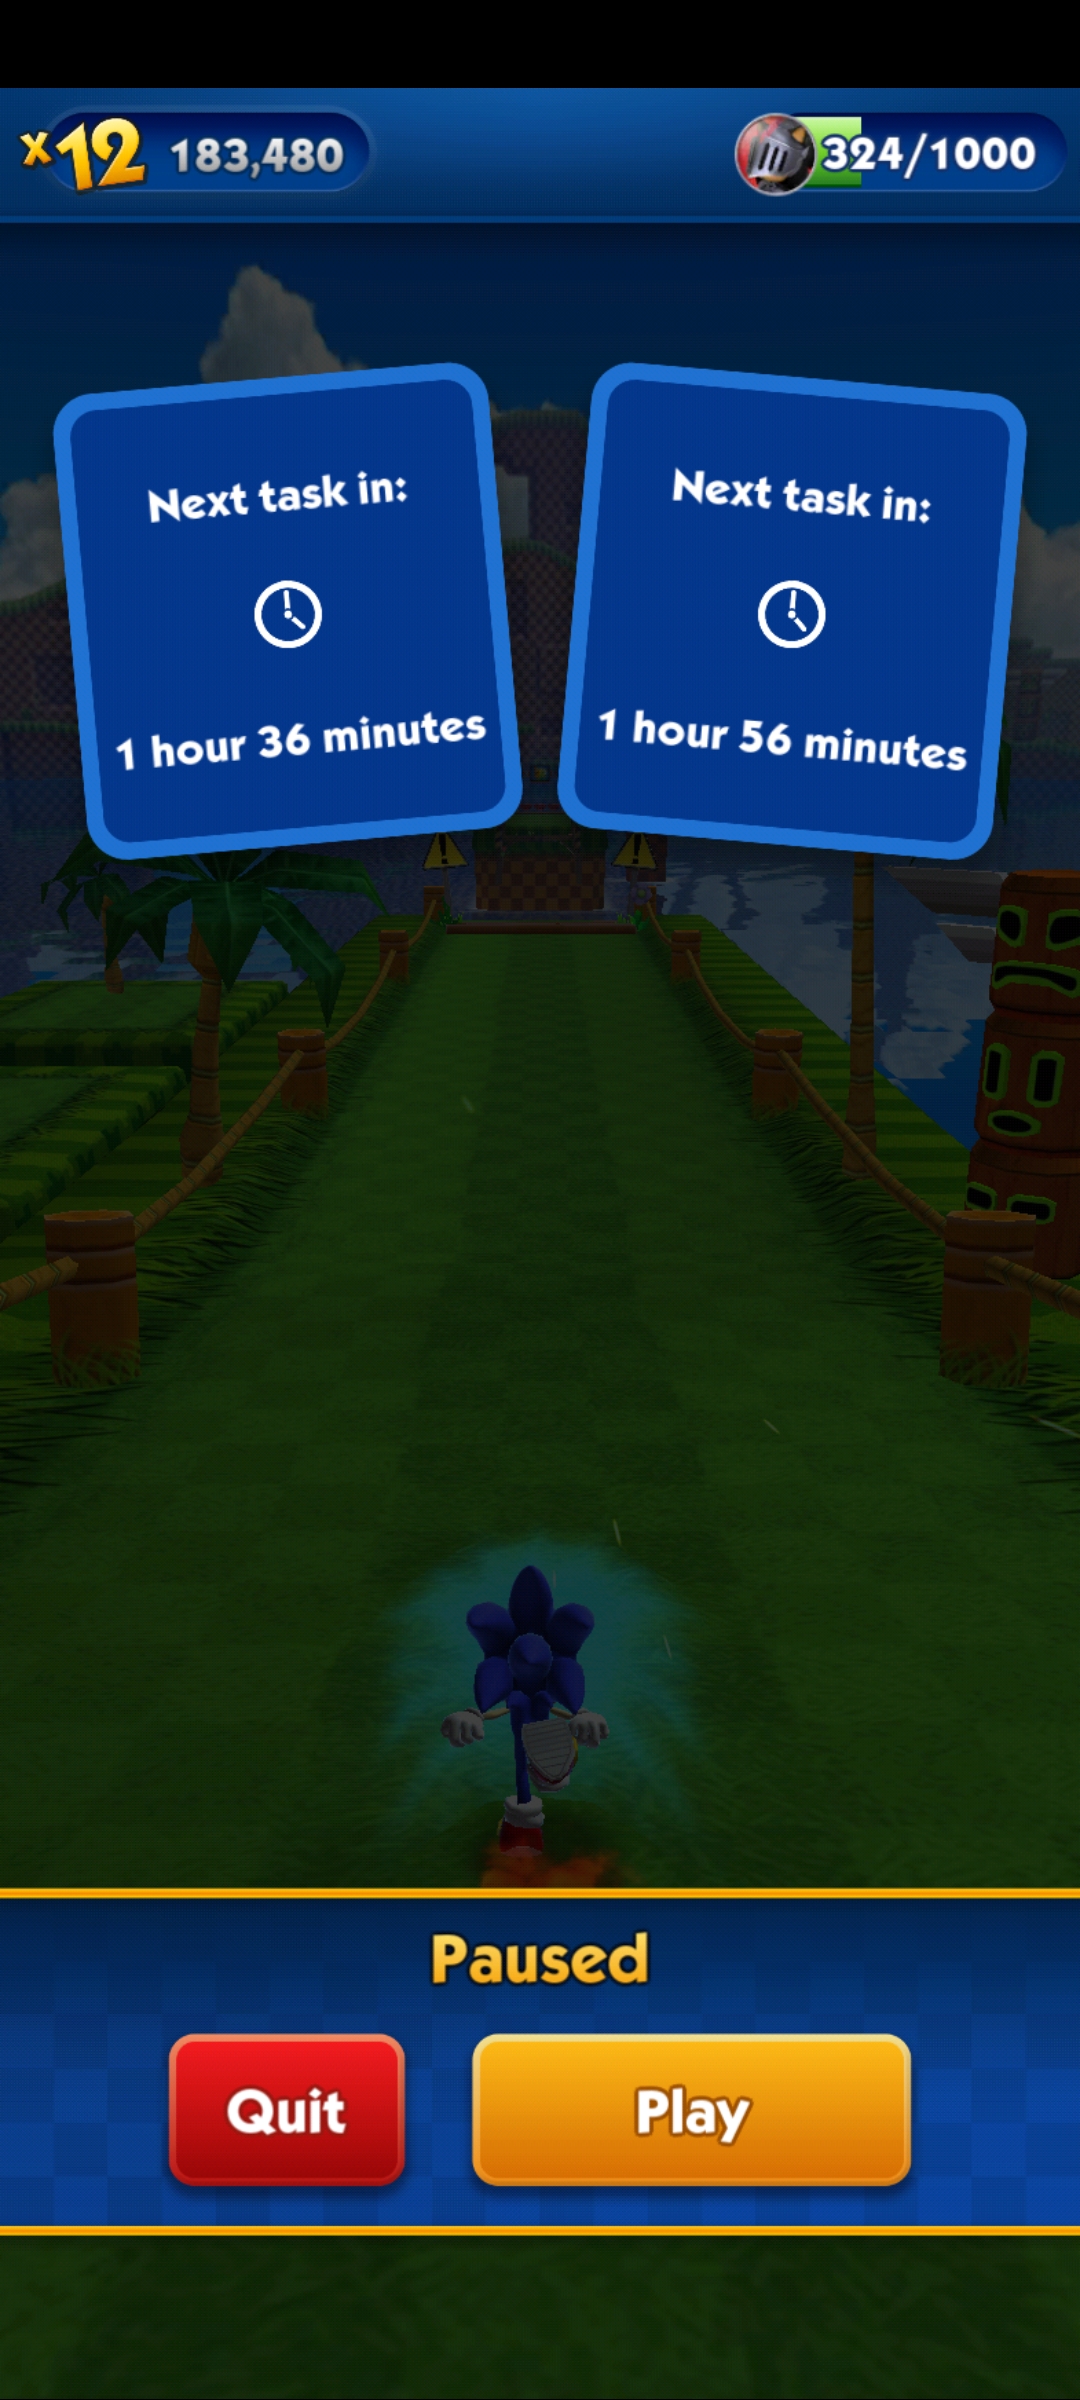 x12 183,480
324/1000
Next task in:
1 hour 36 minutes
Next task in:
1 hour 56 minutes
Paused
Quit
Play